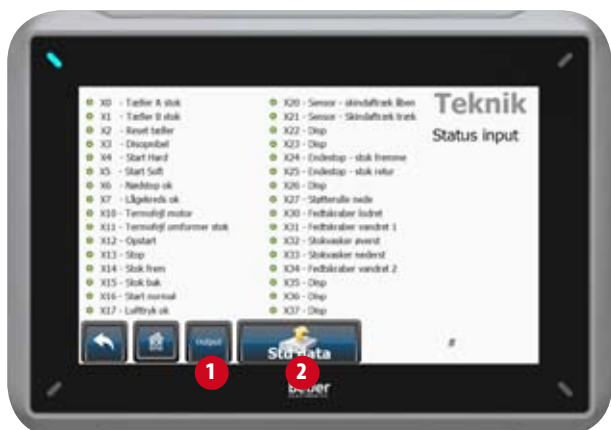 Teknik
Status input
X0 - Tæller A stok
X1 - Tæller B stok
X2 - Reset tæller
X3 - Disponibel
X4 - Start Hard
X5 - Start Soft
X6 - Nødstop ok
X7 - Lågekreds ok
X10 - Termofejl motor
X11 - Termofejl omformer stok
X12 - Opstart
X13 - Stop
X14 - Stok frem
X15 - Stok bak
X16 - Start normal
X17 - Lufttryk ok
X20 - Sensor - skindaftræk åben
X21 - Sensor - Skindaftræk træk
X22 - Disp
X23 - Disp
X24 - Endestop - stok fremme
X25 - Endestop - stok retur
X26 - Disp
X27 - Støtterulle nede
X30 - Fedtskraber lodret
X31 - Fedtskraber vandret 1
X32 - Stokvasker øverst
X33 - Stokvasker nederst
X34 - Fedtskraber vandret 2
X35 - Disp
X36 - Disp
X37 - Disp
Output
Std data
#
1
2
Beijer